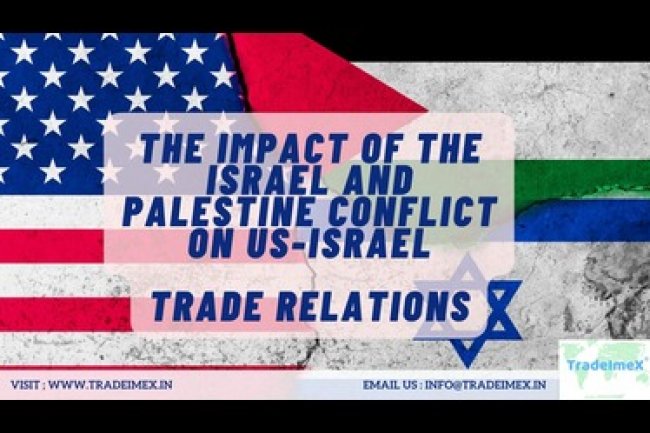 THE IMPACT OF THE
ISRAEL AND
PALESTINE CONFLICT
ON US-ISRAEL
TRADE RELATIONS
VISIT ; WWW.TRADEIMEX.IN
EMAIL US : INFO@TRADEIMEX.IN
TradeImeX